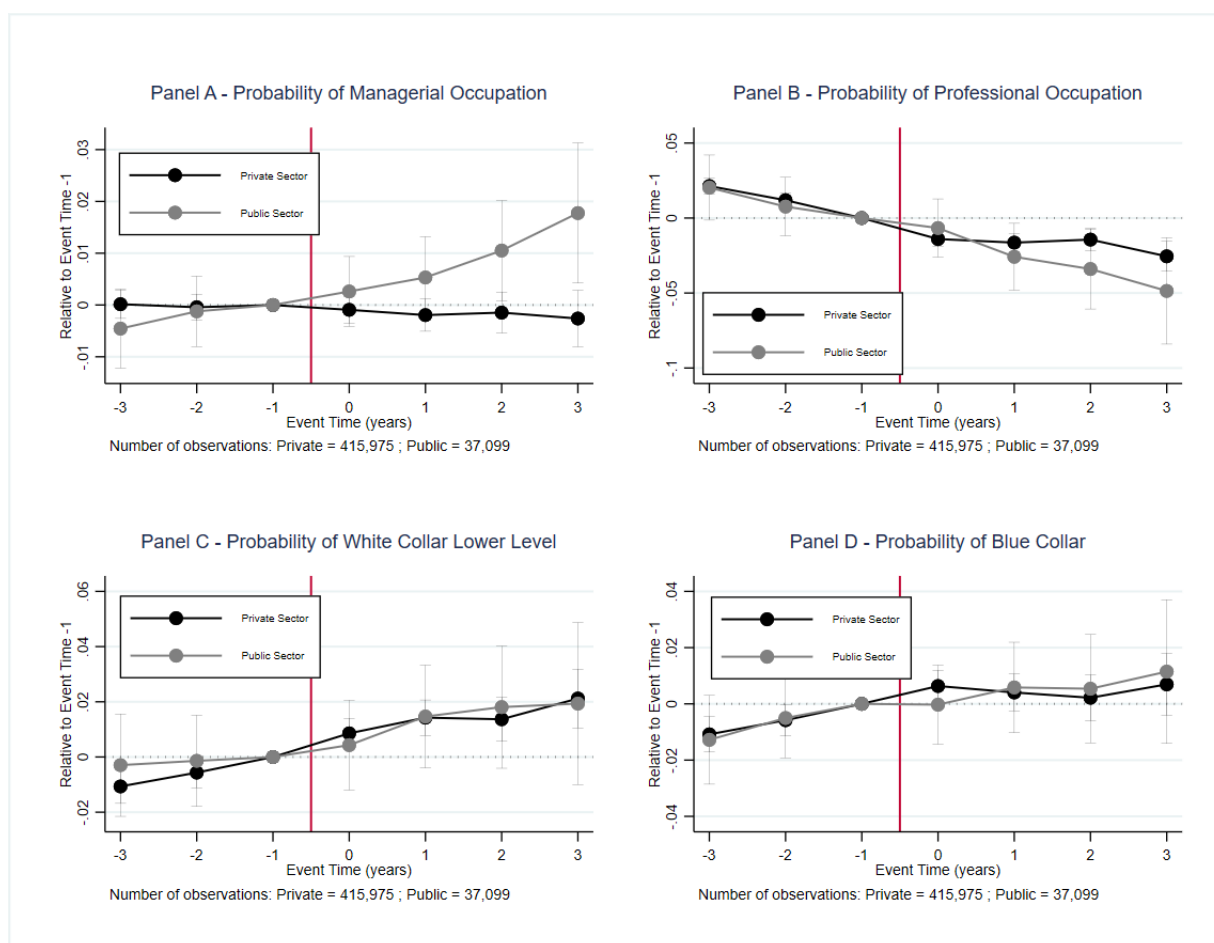 Panel A - Probability of Managerial Occupation
Relative to Event Time -1
.03
.02
.01
0
-.01
Private Sector
Public Sector
-3 -2 -1 0 1 2 3
Event Time (years)
Number of observations: Private = 415,975 ; Public = 37,099
Panel B - Probability of Professional Occupation
Relative to Event Time -1
.05
0
-.05
-.1
Private Sector
Public Sector
-3 -2 -1 0 1 2 3
Event Time (years)
Number of observations: Private = 415,975 ; Public = 37,099
Panel C - Probability of White Collar Lower Level
Relative to Event Time -1
.06
.04
.02
0
-.02
Private Sector
Public Sector
-3 -2 -1 0 1 2 3
Event Time (years)
Number of observations: Private = 415,975 ; Public = 37,099
Panel D - Probability of Blue Collar
Relative to Event Time -1
.04
.02
0
-.02
-.04
Private Sector
Public Sector
-3 -2 -1 0 1 2 3
Event Time (years)
Number of observations: Private = 415,975 ; Public = 37,099